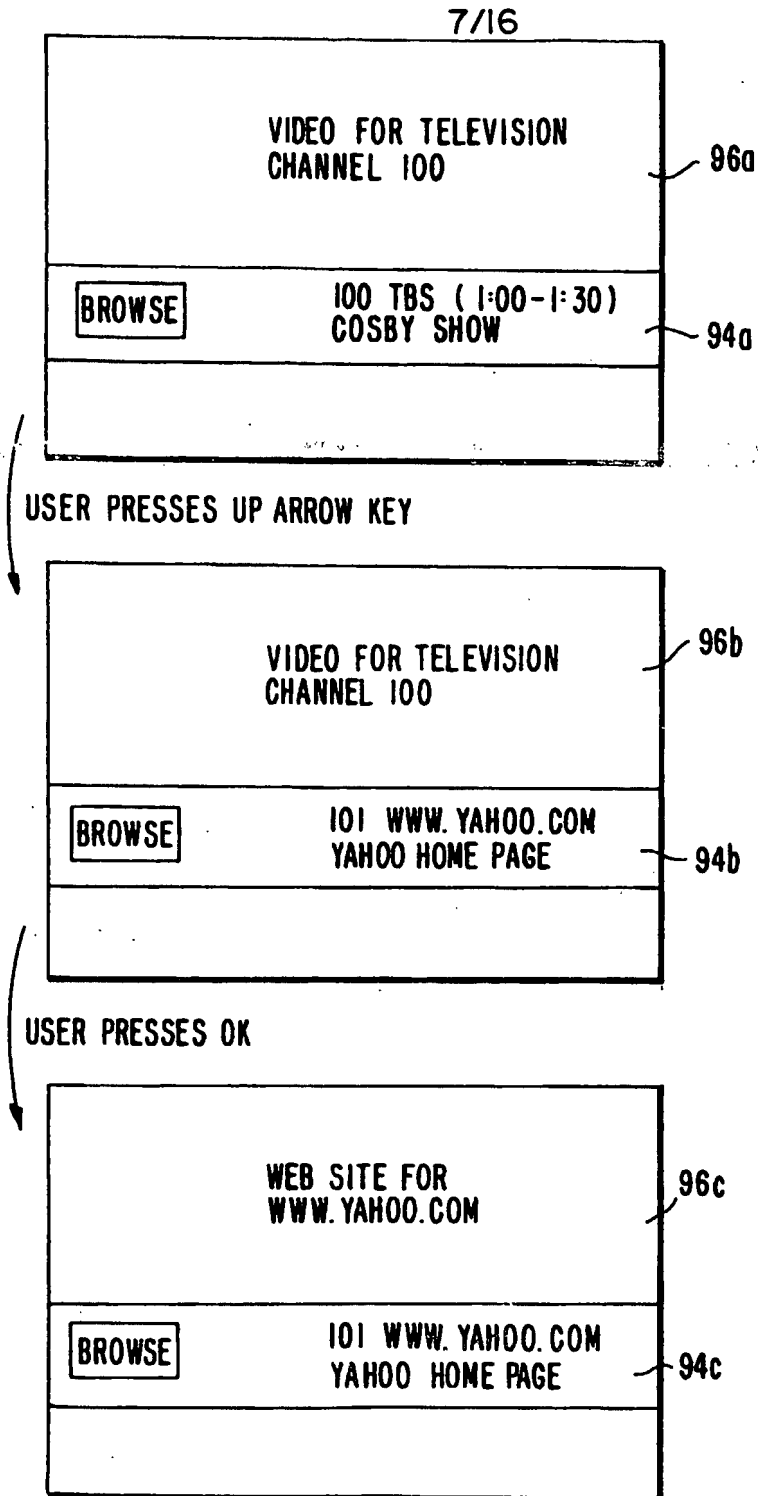 7/16
VIDEO FOR TELEVISION
CHANNEL 100
96a
BROWSE
100 TBS (1:00-1:30)
COSBY SHOW
94a
USER PRESSES UP ARROW KEY
VIDEO FOR TELEVISION
CHANNEL 100
96b
BROWSE
101 WWW.YAHOO.COM
YAHOO HOME PAGE
94b
USER PRESSES OK
WEB SITE FOR
WWW.YAHOO.COM
96c
BROWSE
101 WWW.YAHOO.COM
YAHOO HOME PAGE
94c